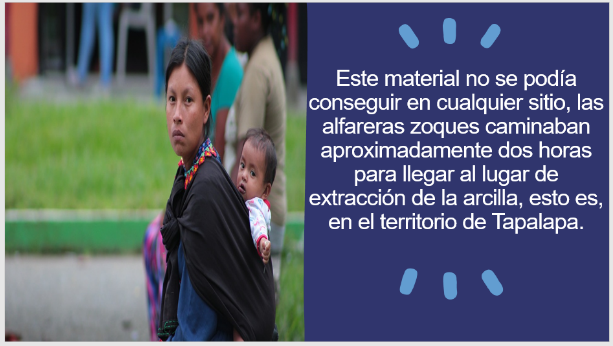 Este material no se podía
conseguir en cualquier sitio, las
alfareras zoques caminaban
aproximadamente dos horas
para llegar al lugar de
extracción de la arcilla, esto es,
en el territorio de Tapalapa.